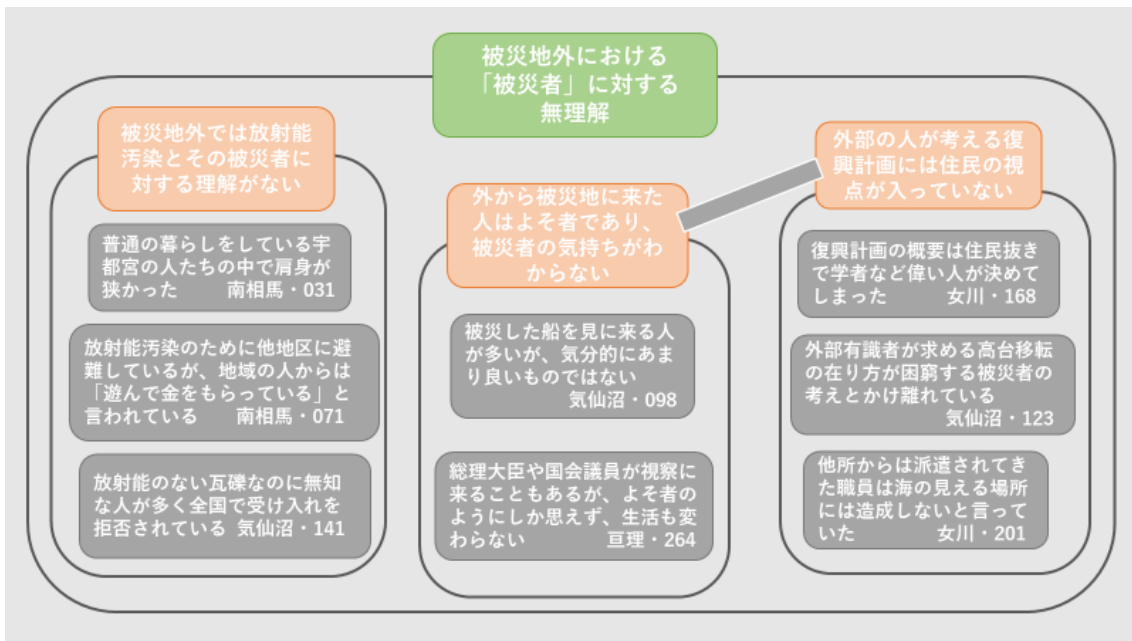 被災地外における
「被災者」に対する
無理解
被災地外では放射能
汚染とその被災者に
対する理解がない
普通の暮らしをしている宇
都宮の人たちの中で肩身が
狭かった 南相馬・031
放射能汚染のために他地区に避
難しているが、地域の人からは
「遊んで金をもらっている」と
言われている 南相馬・071
放射能のない瓦礫なのに無知
な人が多く全国で受け入れを
拒否されている 気仙沼・141
外から被災地に来た
人はよそ者であり、
被災者の気持ちがわ
からない
被災した船を見に来る人
が多いが、気分的にあま
り良いものではない
気仙沼・098
総理大臣や国会議員が視察に
来ることもあるが、よそ者の
ようにしか思えず、生活も変
わらない 亘理・264
外部の人が考える復
興計画には住民の視
点が入っていない
復興計画の概要は住民抜き
で学者など偉い人が決めて
しまった 女川・168
外部有識者が求める高台移転
の在り方が困窮する被災者の
考えとかけ離れている
気仙沼・123
他所からは派遣されてき
た職員は海の見える場所
には造成しないと言って
いた 女川・201